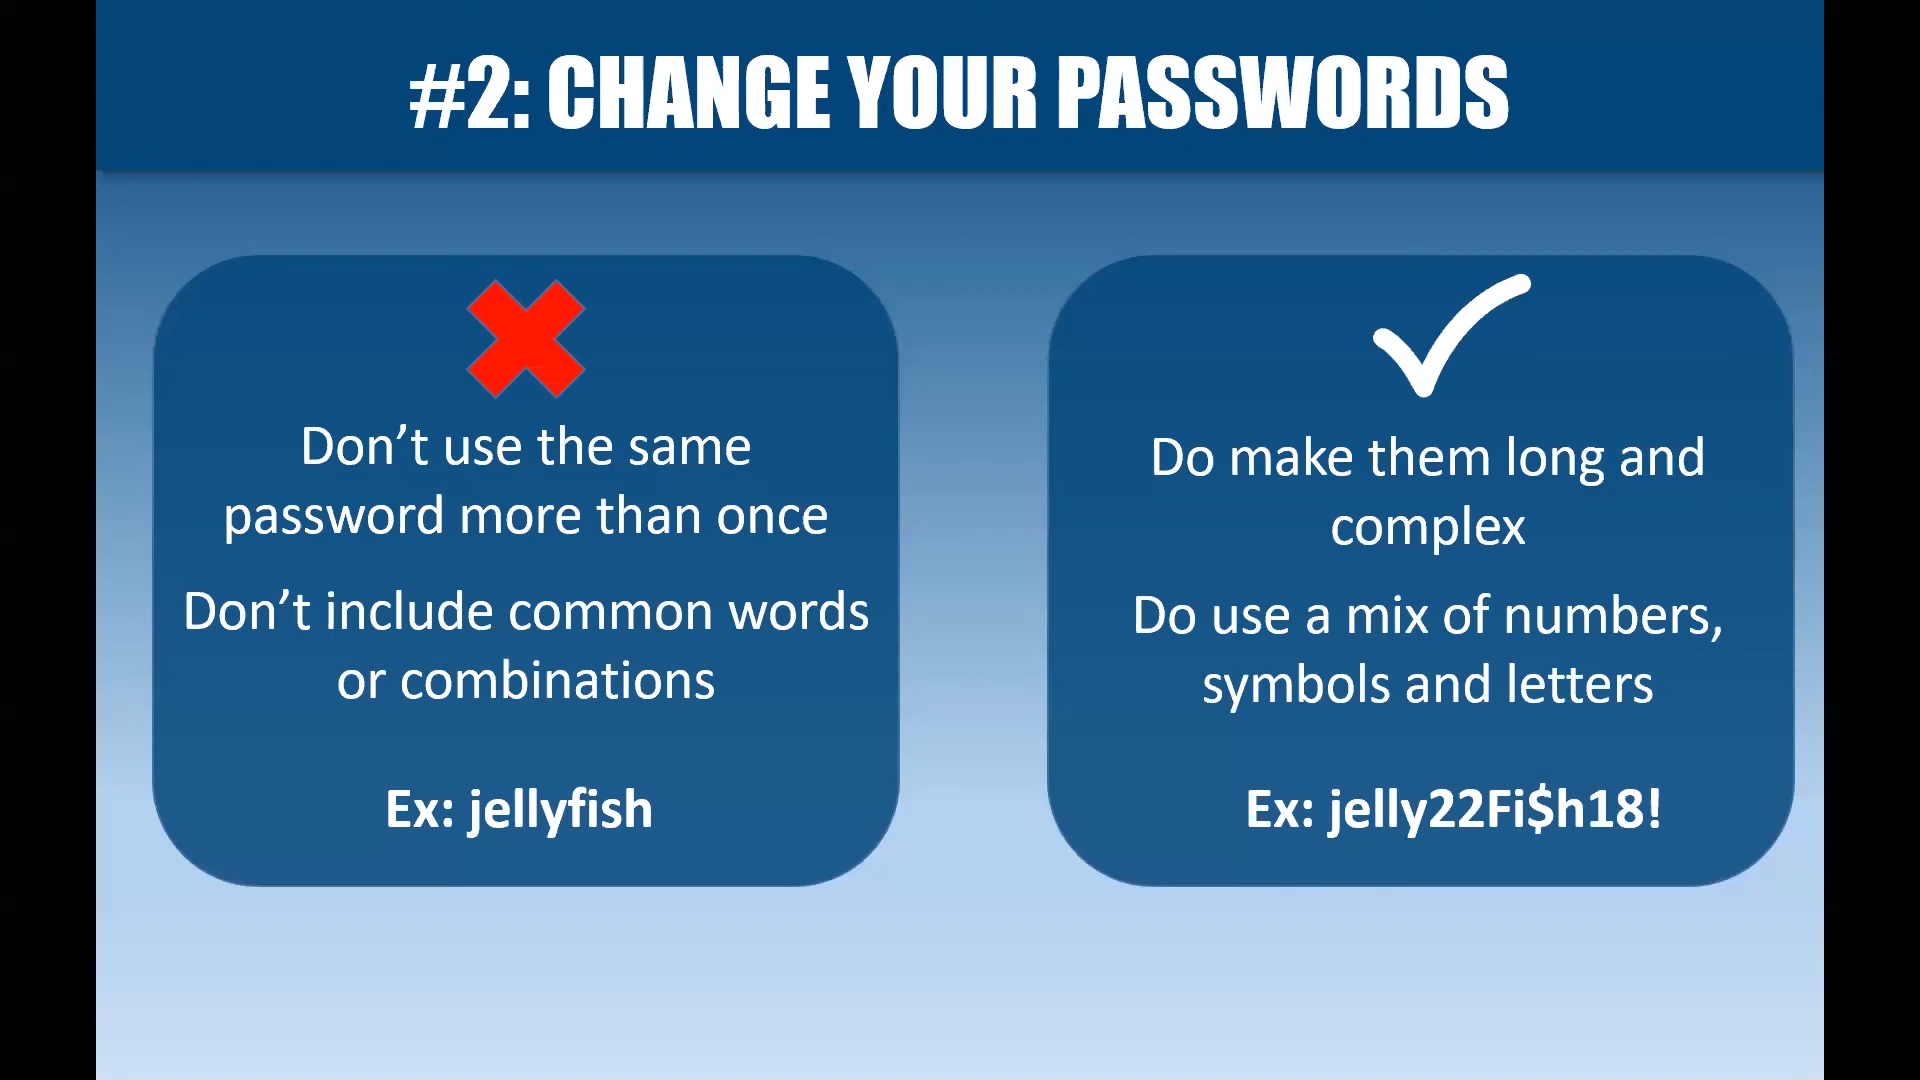 #2: CHANGE YOUR PASSWORDS
Don’t use the same
password more than once
Don’t include common words
or combinations
Ex: jellyfish
Do make them long and
complex
Do use a mix of numbers,
symbols and letters
Ex: jelly22Fi$h18!